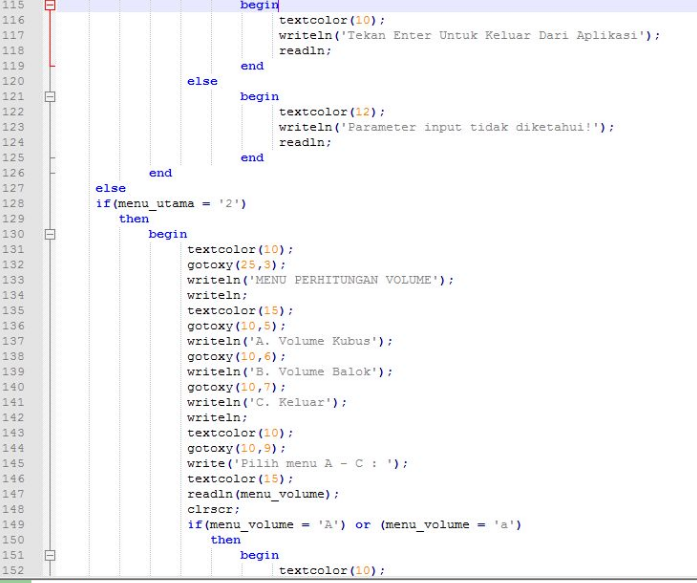 115 begin
116 textcolor(10);
117 writeln('Tekan Enter Untuk Keluar Dari Aplikasi');
118 readln;
119 end
120 else
121 begin
122 textcolor(12);
123 writeln('Parameter input tidak diketahui!');
124 readln;
125 end
126 end
127 else
128 if(menu_utama = '2')
129 then
130 begin
131 textcolor(10);
132 gotoxy(25,3);
133 writeln('MENU PERHITUNGAN VOLUME');
134 writeln;
135 textcolor(15);
136 gotoxy(10,5);
137 writeln('A. Volume Kubus');
138 gotoxy(10,6);
139 writeln('B. Volume Balok');
140 gotoxy(10,7);
141 writeln('C. Keluar');
142 writeln;
143 textcolor(10);
144 gotoxy(10,9);
145 write('Pilih menu A - C : ');
146 textcolor(15);
147 readln(menu_volume);
148 clrscr;
149 if(menu_volume = 'A') or (menu_volume = 'a')
150 then
151 begin
152 textcolor(10);